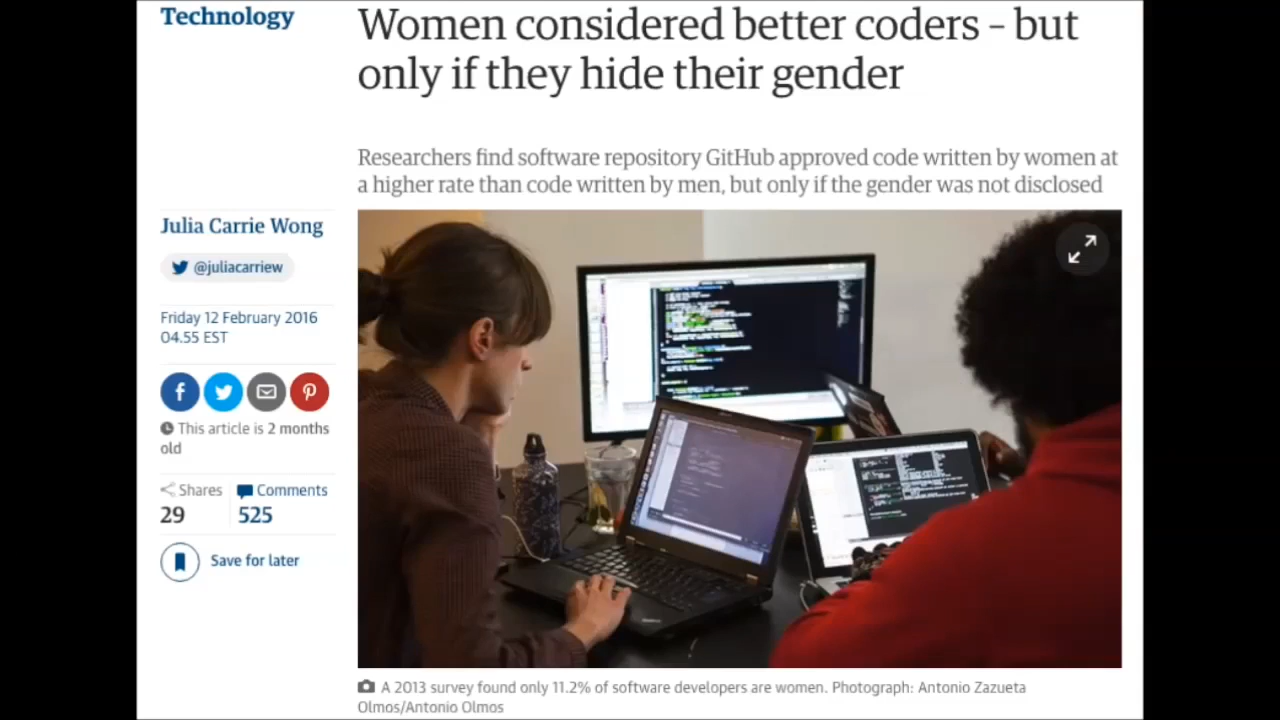 Technology
Women considered better coders – but
only if they hide their gender
Researchers find software repository GitHub approved code written by women at
a higher rate than code written by men, but only if the gender was not disclosed
Julia Carrie Wong
@juliacarriew
Friday 12 February 2016
04.55 EST
This article is 2 months
old
Shares
29
Comments
525
Save for later
A 2013 survey found only 11.2% of software developers are women. Photograph: Antonio Zazueta
Olmos/Antonio Olmos